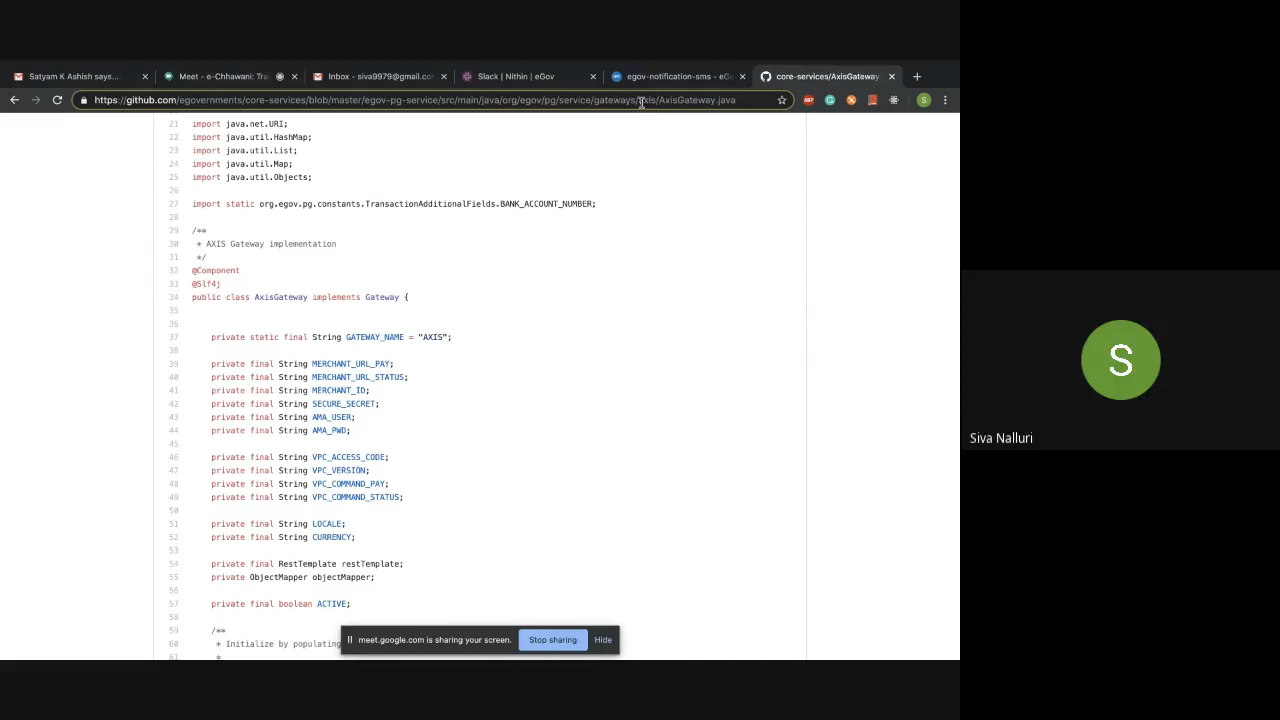 Satyam K Ashish says...
Meet - e-Chhawani: Tra
Inbox - siva9979@gmail.co
Slack | Nithin | eGov
egov-notification-sms - eGo
core-services/AxisGateway
https://github.com/egovernments/core-services/blob/master/egov-pg-service/src/main/java/org/egov/pg/service/gateways/axis/AxisGateway.java
ABP
S
21 import java.net.URI;
22 import java.util.HashMap;
23 import java.util.List;
24 import java.util.Map;
25 import java.util.Objects;
26
27 import static org.egov.pg.constants.TransactionAdditionalFields.BANK_ACCOUNT_NUMBER;
28
29 /**
30 * AXIS Gateway implementation
31 */
32 @Component
33 @Slf4j
34 public class AxisGateway implements Gateway {
35
36
37 private static final String GATEWAY_NAME = "AXIS";
38
39 private final String MERCHANT_URL_PAY;
40 private final String MERCHANT_URL_STATUS;
41 private final String MERCHANT_ID;
42 private final String SECURE_SECRET;
43 private final String AMA_USER;
44 private final String AMA_PWD;
45
46 private final String VPC_ACCESS_CODE;
47 private final String VPC_VERSION;
48 private final String VPC_COMMAND_PAY;
49 private final String VPC_COMMAND_STATUS;
50
51 private final String LOCALE;
52 private final String CURRENCY;
53
54 private final RestTemplate restTemplate;
55 private ObjectMapper objectMapper;
56
57 private final boolean ACTIVE;
58
59 /**
60 * Initialize by populating
61 *
meet.google.com is sharing your screen. Stop sharing Hide
S
Siva Nalluri